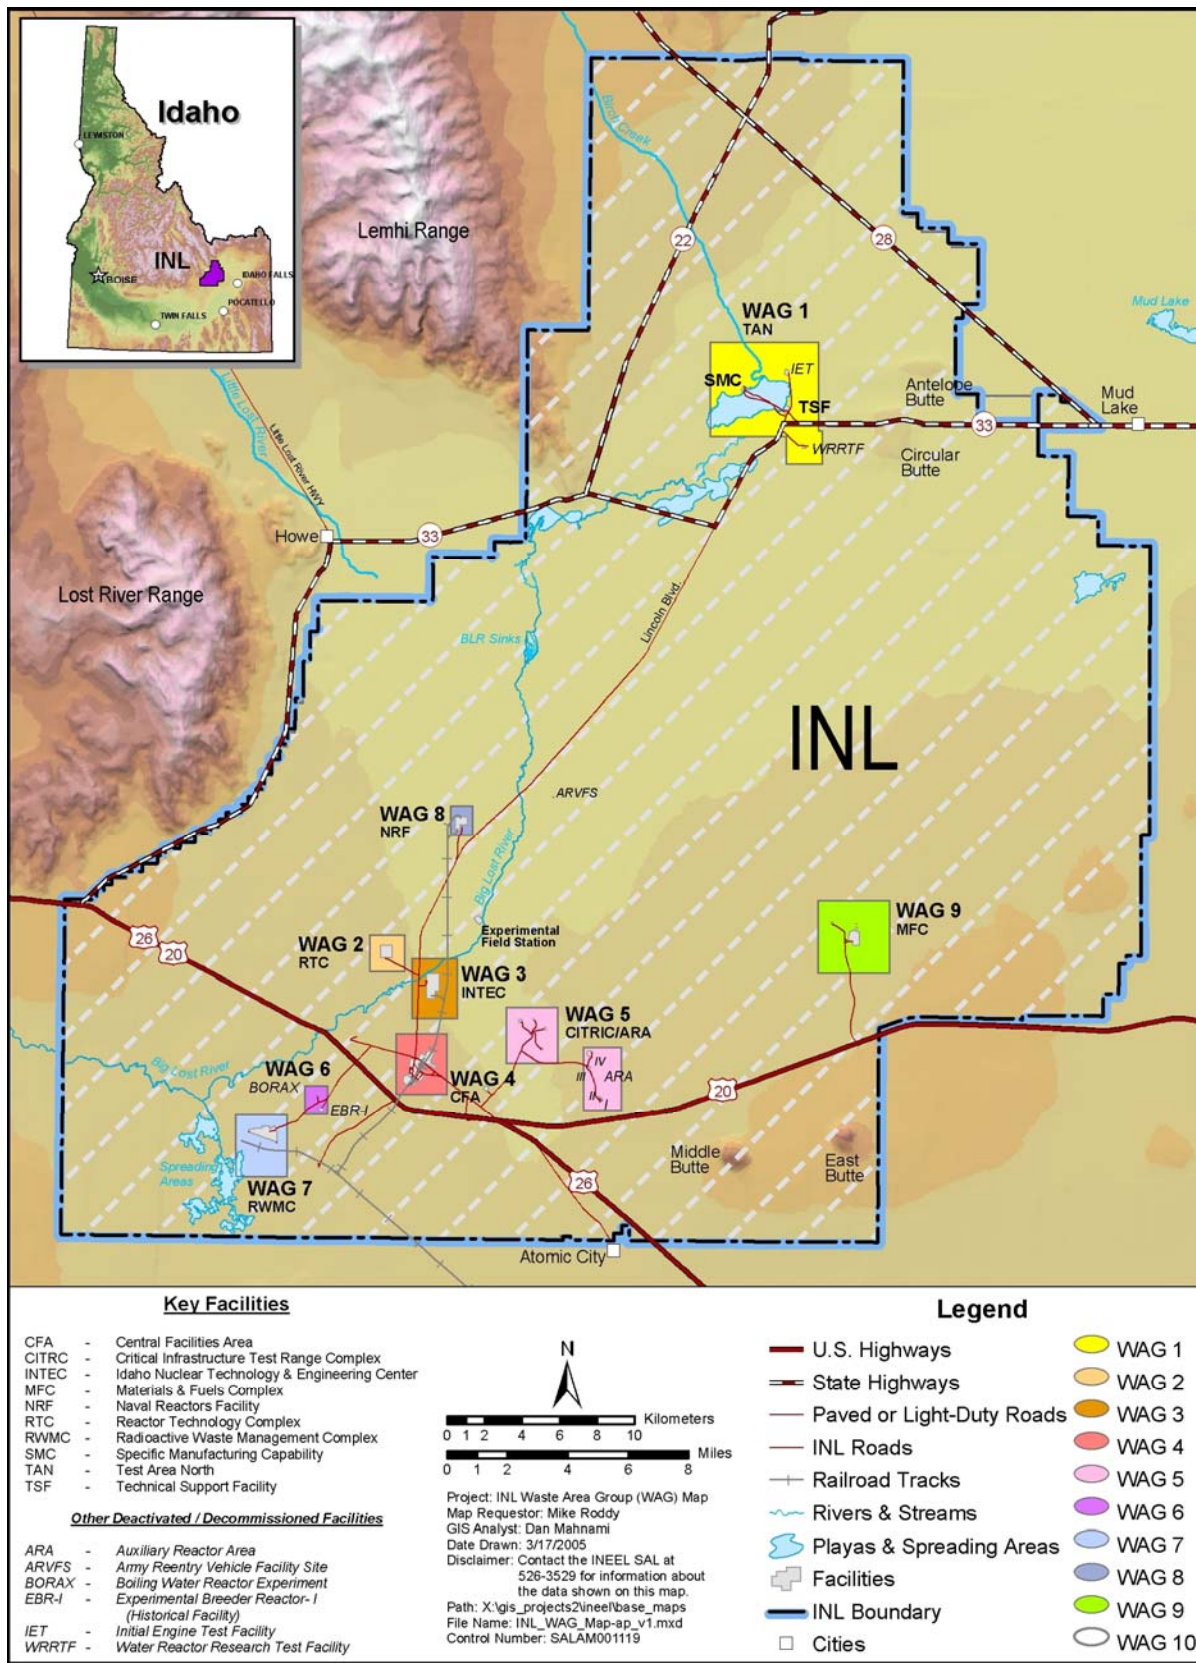 Idaho
LEWISTON
INL
BOISE
IDAHO FALLS
POCATELLO
TWIN FALLS
Birch Creek
Lemhi Range
22
28
Mud Lake
WAG 1
TAN
IET
SMC
TSF
Antelope
Butte
Mud
Lake
33
WRRTF
Circular
Butte
Little Lost River
Little Lost River HWY
Howe
33
Lost River Range
Lincoln Blvd.
BLR Sinks
INL
ARVFS
WAG 8
NRF
Big Lost River
WAG 9
MFC
Experimental
Field Station
26
20
WAG 2
RTC
WAG 3
INTEC
WAG 5
CITRIC/ARA
Big Lost River
WAG 6
BORAX
EBR-I
WAG 4
CFA
IV
III
ARA
II
I
20
Middle
Butte
East
Butte
Spreading
Areas
WAG 7
RWMC
26
Atomic City
Key Facilities
CFA - Central Facilities Area
CITRC - Critical Infrastructure Test Range Complex
INTEC - Idaho Nuclear Technology & Engineering Center
MFC - Materials & Fuels Complex
NRF - Naval Reactors Facility
RTC - Reactor Technology Complex
RWMC - Radioactive Waste Management Complex
SMC - Specific Manufacturing Capability
TAN - Test Area North
TSF - Technical Support Facility
Other Deactivated / Decommissioned Facilities
ARA - Auxiliary Reactor Area
ARVFS - Army Reentry Vehicle Facility Site
BORAX - Boiling Water Reactor Experiment
EBR-I - Experimental Breeder Reactor- I
(Historical Facility)
IET - Initial Engine Test Facility
WRRTF - Water Reactor Research Test Facility
N
Kilometers
0 1 2 4 6 8 10
Miles
0 1 2 4 6 8
Project: INL Waste Area Group (WAG) Map
Map Requestor: Mike Roddy
GIS Analyst: Dan Mahnami
Date Drawn: 3/17/2005
Disclaimer: Contact the INEEL SAL at
526-3529 for information about
the data shown on this map.
Path: X:\gis_projects2\ineel\base_maps
File Name: INL_WAG_Map-ap_v1.mxd
Control Number: SALAM001119
Legend
U.S. Highways
State Highways
Paved or Light-Duty Roads
INL Roads
Railroad Tracks
Rivers & Streams
Playas & Spreading Areas
Facilities
INL Boundary
Cities
WAG 1
WAG 2
WAG 3
WAG 4
WAG 5
WAG 6
WAG 7
WAG 8
WAG 9
WAG 10